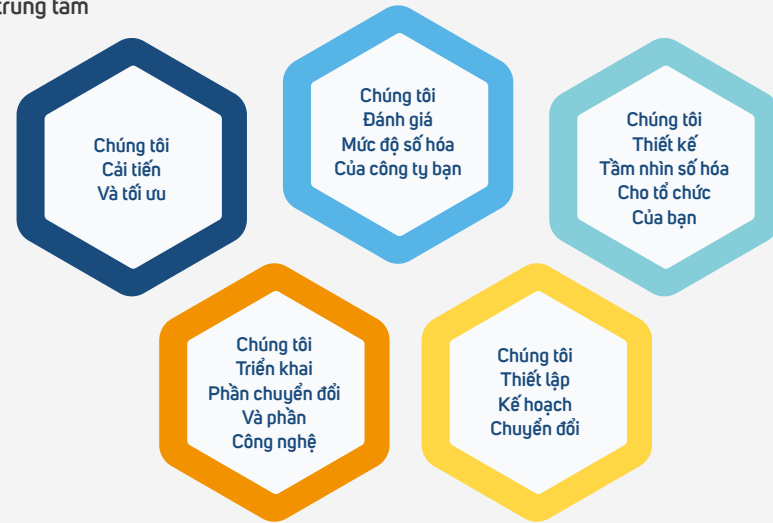 trung tâm
Chúng tôi
Cải tiến
Và tối ưu
Chúng tôi
Đánh giá
Mức độ số hóa
Của công ty bạn
Chúng tôi
Thiết kế
Tầm nhìn số hóa
Cho tổ chức
Của bạn
Chúng tôi
Triển khai
Phần chuyển đổi
Và phần
Công nghệ
Chúng tôi
Thiết lập
Kế hoạch
Chuyển đổi